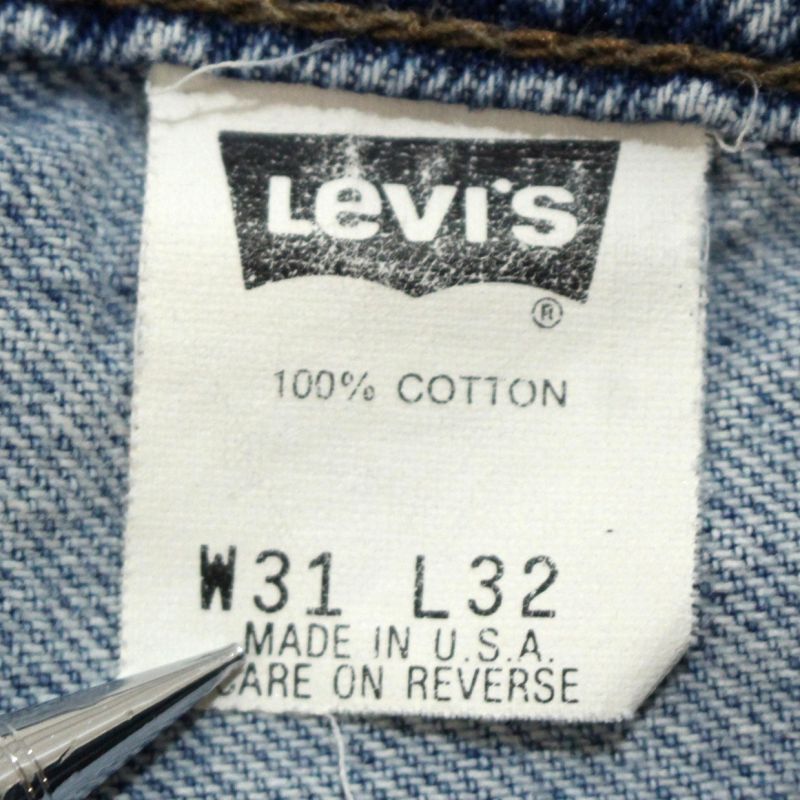 Levi's
®
100% COTTON
W31 L32
MADE IN U.S.A.
CARE ON REVERSE